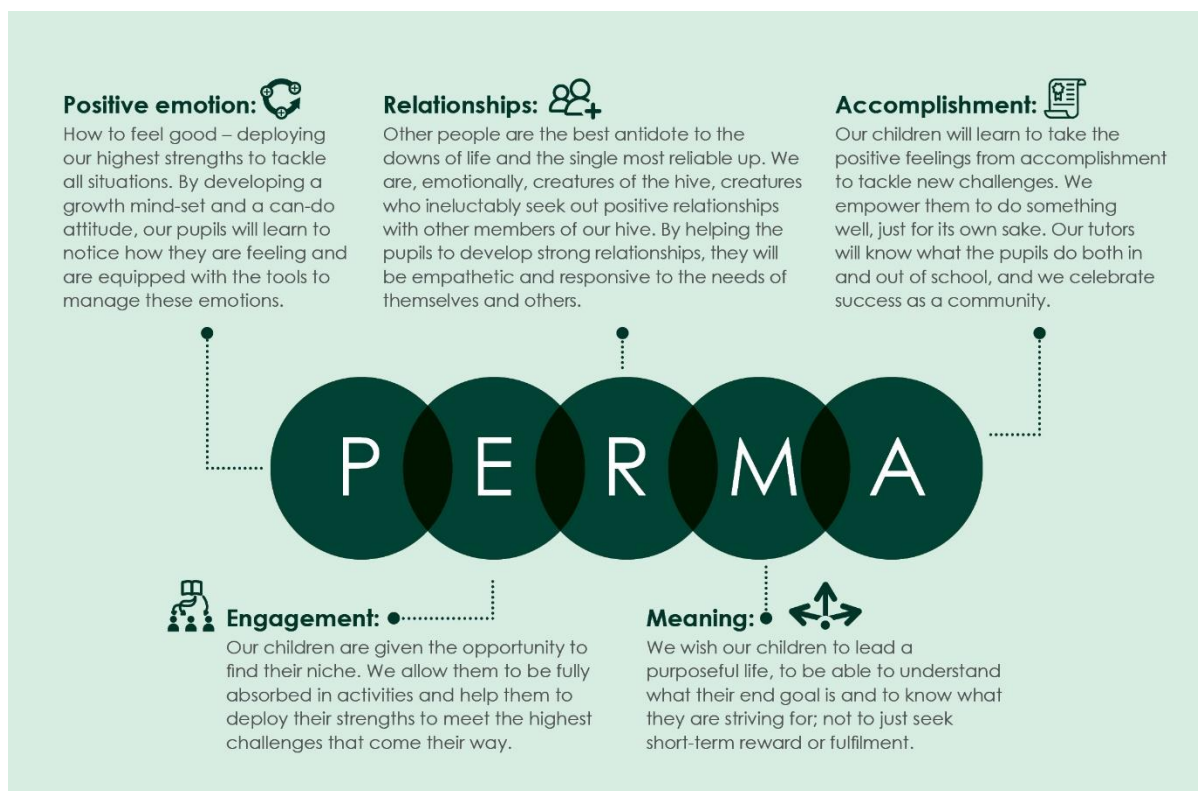 Positive emotion:
How to feel good – deploying
our highest strengths to tackle
all situations. By developing a
growth mind-set and a can-do
attitude, our pupils will learn to
notice how they are feeling and
are equipped with the tools to
manage these emotions.
Relationships:
Other people are the best antidote to the
downs of life and the single most reliable up. We
are, emotionally, creatures of the hive, creatures
who ineluctably seek out positive relationships
with other members of our hive. By helping the
pupils to develop strong relationships, they will
be empathetic and responsive to the needs of
themselves and others.
Accomplishment:
Our children will learn to take the
positive feelings from accomplishment
to tackle new challenges. We
empower them to do something
well, just for its own sake. Our tutors
will know what the pupils do both in
and out of school, and we celebrate
success as a community.
P E R M A
Engagement:
Our children are given the opportunity to
find their niche. We allow them to be fully
absorbed in activities and help them to
deploy their strengths to meet the highest
challenges that come their way.
Meaning:
We wish our children to lead a
purposeful life, to be able to understand
what their end goal is and to know what
they are striving for; not to just seek
short-term reward or fulfilment.